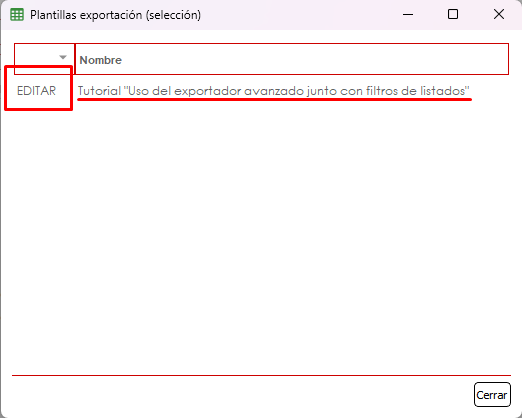 Plantillas exportación (selección)
Nombre
EDITAR Tutorial "Uso del exportador avanzado junto con filtros de listados"
Cerrar